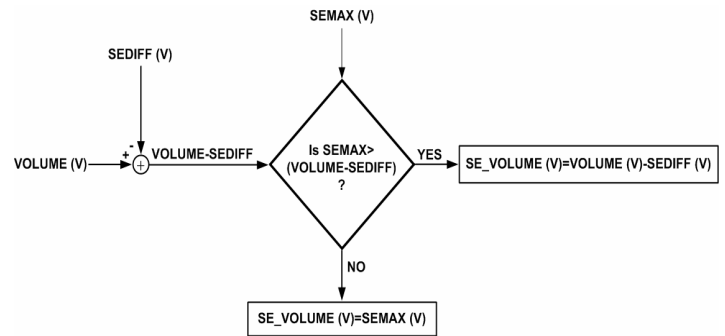 SEMAX (V)
SEDIFF (V)
+ -
VOLUME (V)
+
VOLUME-SEDIFF
Is SEMAX>
(VOLUME-SEDIFF)
?
YES
SE_VOLUME (V)=VOLUME (V)-SEDIFF (V)
NO
SE_VOLUME (V)=SEMAX (V)